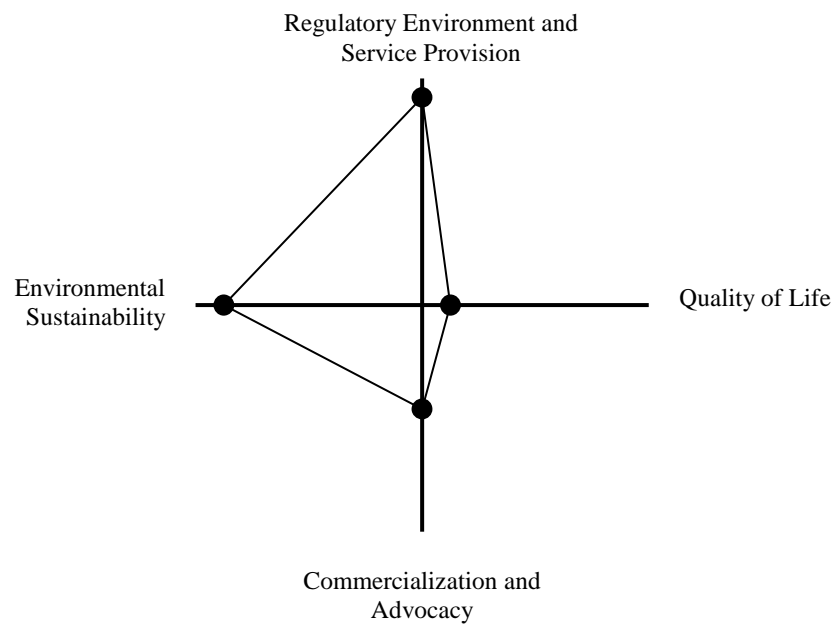 Regulatory Environment and
Service Provision
Environmental
Sustainability
Quality of Life
Commercialization and
Advocacy